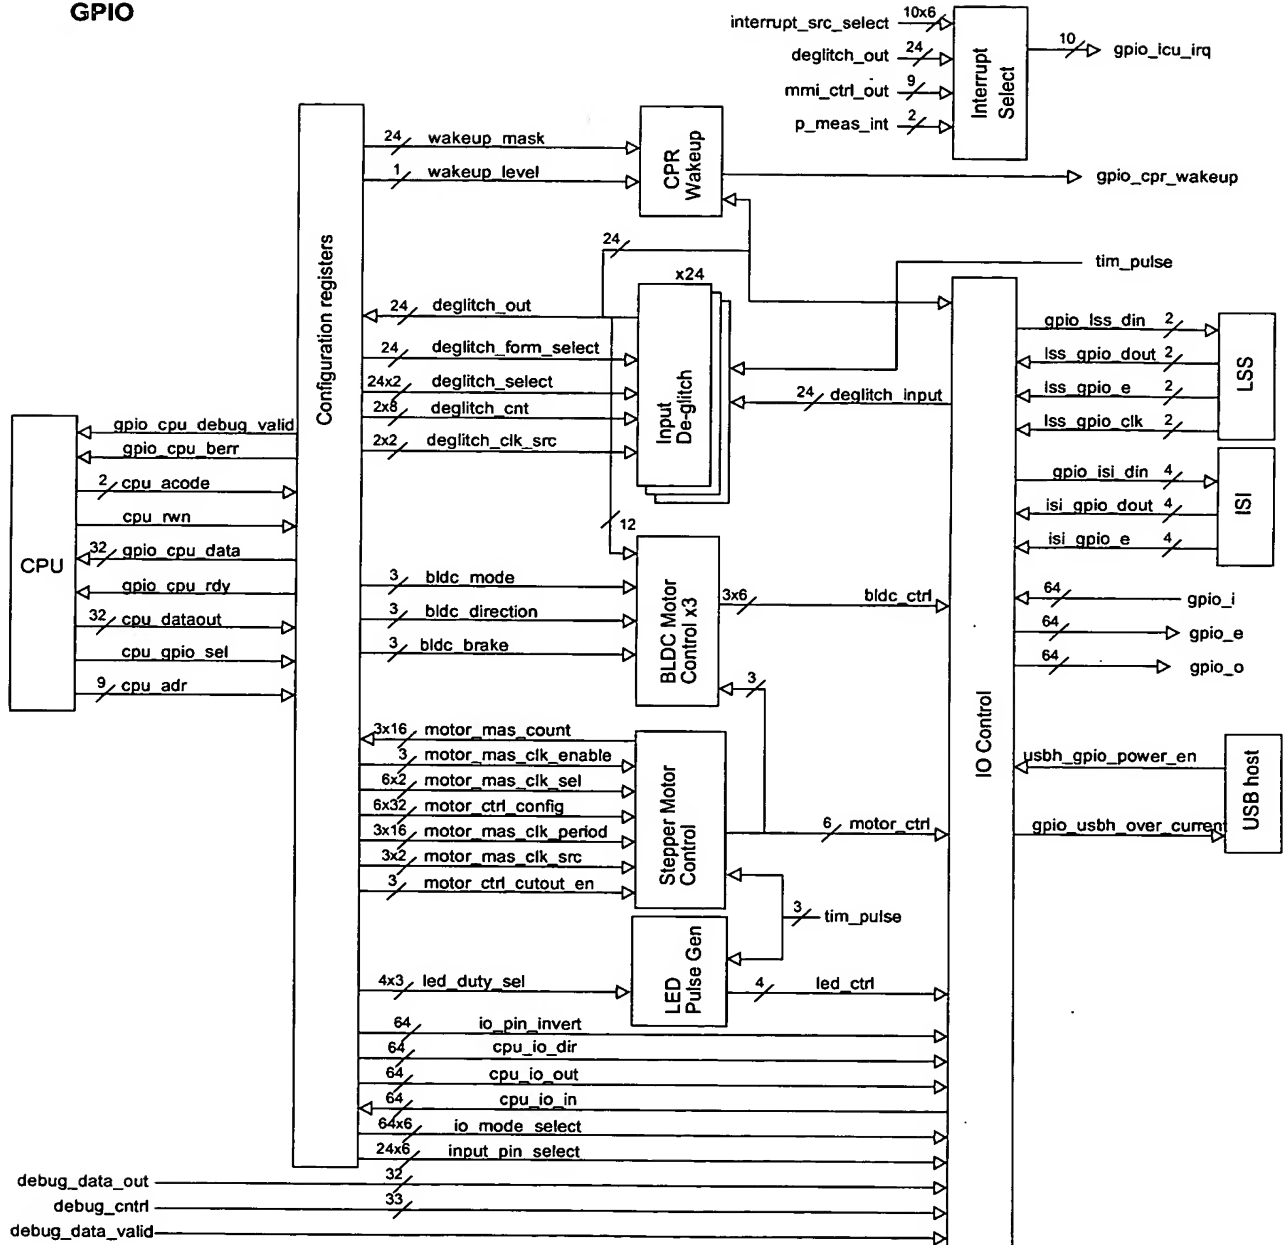 GPIO
interrupt_src_select 10x6
deglitch_out 24
mmi_ctrl_out 9
p_meas_int 2
Interrupt
Select
10 gpio_icu_irq
24 wakeup_mask
1 wakeup_level
CPR
Wakeup
gpio_cpr_wakeup
Configuration registers
24
x24
tim_pulse
24 deglitch_out
24 deglitch_form_select
24x2 deglitch_select
2x8 deglitch_cnt
2x2 deglitch_clk_src
Input
De-glitch
24 deglitch_input
gpio_lss_din 2
lss_gpio_dout 2
lss_gpio_e 2
lss_gpio_clk 2
LSS
gpio_isi_din 4
isi_gpio_dout 4
isi_gpio_e 4
ISI
CPU
gpio_cpu_debug_valid
gpio_cpu_berr
2 cpu_acode
cpu_rwn
32 gpio_cpu_data
gpio_cpu_rdy
32 cpu_dataout
cpu_gpio_sel
9 cpu_adr
12
3 bldc_mode
3 bldc_direction
3 bldc_brake
BLDC Motor
Control x3
3x6 bldc_ctrl
3
64 gpio_i
64 gpio_e
64 gpio_o
IO Control
3x16 motor_mas_count
3 motor_mas_clk_enable
6x2 motor_mas_clk_sel
6x32 motor_ctrl_config
3x16 motor_mas_clk_period
3x2 motor_mas_clk_src
3 motor_ctrl_cutout_en
Stepper Motor
Control
6 motor_ctrl
usbh_gpio_power_en
gpio_usbh_over_current
USB host
3 tim_pulse
4x3 led_duty_sel
LED
Pulse Gen
4 led_ctrl
64 io_pin_invert
64 cpu_io_dir
64 cpu_io_out
64 cpu_io_in
64x6 io_mode_select
24x6 input_pin_select
debug_data_out 32
debug_cntrl 33
debug_data_valid